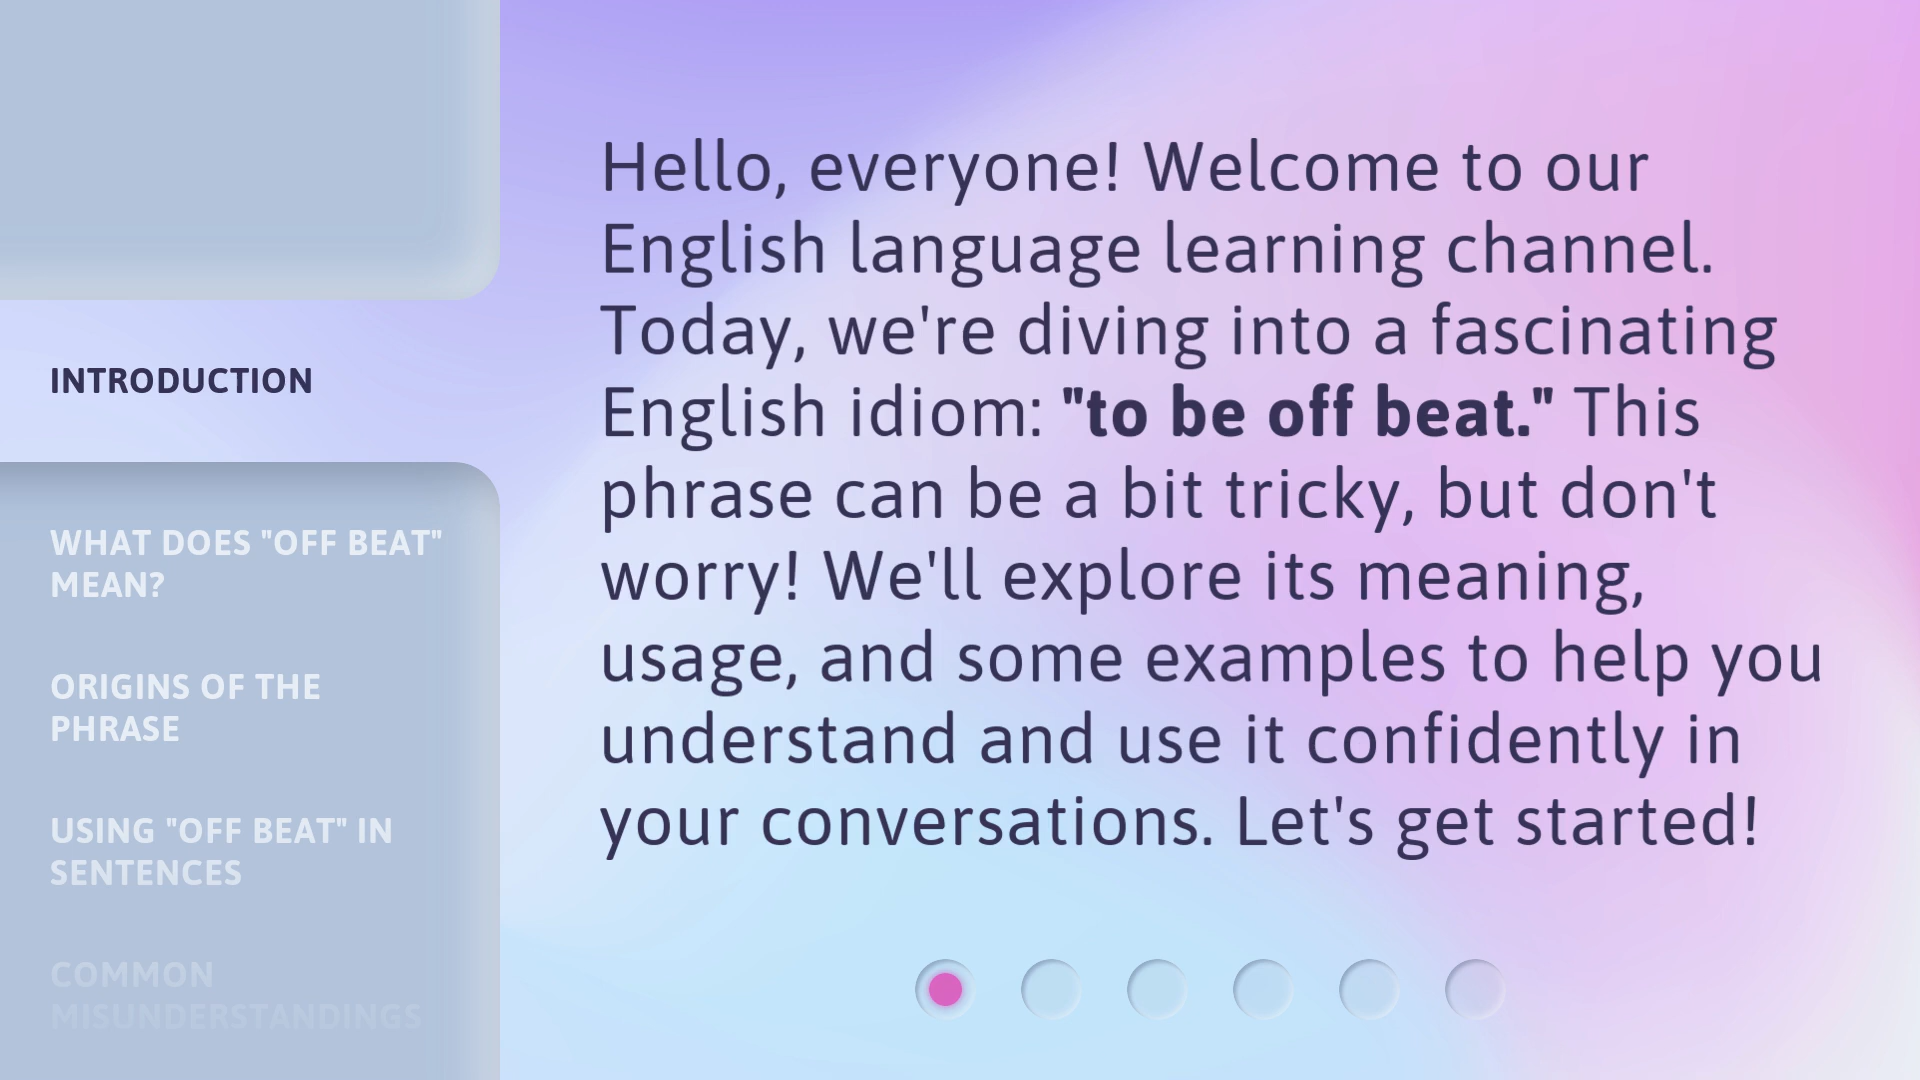 INTRODUCTION
WHAT DOES "OFF BEAT"
MEAN?
ORIGINS OF THE
PHRASE
USING "OFF BEAT" IN
SENTENCES
COMMON
MISUNDERSTANDINGS
Hello, everyone! Welcome to our
English language learning channel.
Today, we're diving into a fascinating
English idiom: "to be off beat." This
phrase can be a bit tricky, but don't
worry! We'll explore its meaning,
usage, and some examples to help you
understand and use it confidently in
your conversations. Let's get started!